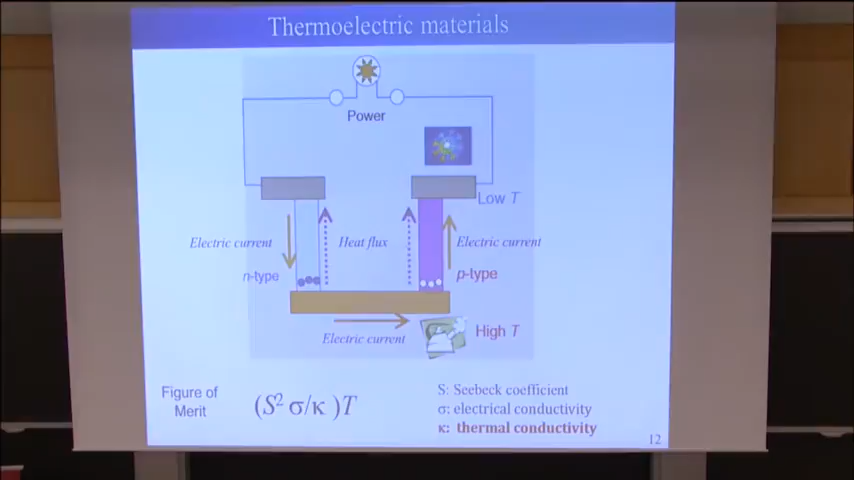 Thermoelectric materials
Power
Low T
Electric current
Heat flux
Electric current
n-type
p-type
High T
Electric current
Figure of
Merit
(S² σ/κ )T
S: Seebeck coefficient
σ: electrical conductivity
κ: thermal conductivity
12